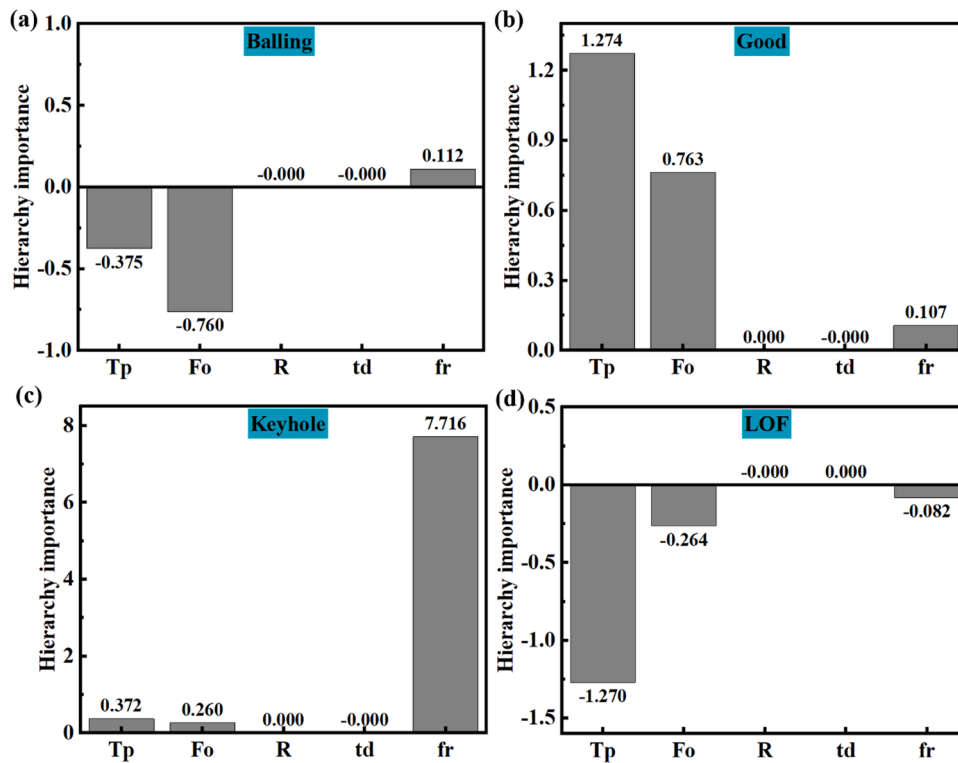 (a)
Balling
Hierarchy importance
1.0
0.5
0.0
-0.5
-1.0
-0.375
-0.760
-0.000
-0.000
0.112
Tp Fo R td fr
(b)
Good
Hierarchy importance
1.2
0.9
0.6
0.3
0.0
1.274
0.763
0.000
-0.000
0.107
Tp Fo R td fr
(c)
Keyhole
Hierarchy importance
8
6
4
2
0
0.372
0.260
0.000
-0.000
7.716
Tp Fo R td fr
(d)
LOF
Hierarchy importance
0.5
0.0
-0.5
-1.0
-1.5
-1.270
-0.264
-0.000
0.000
-0.082
Tp Fo R td fr